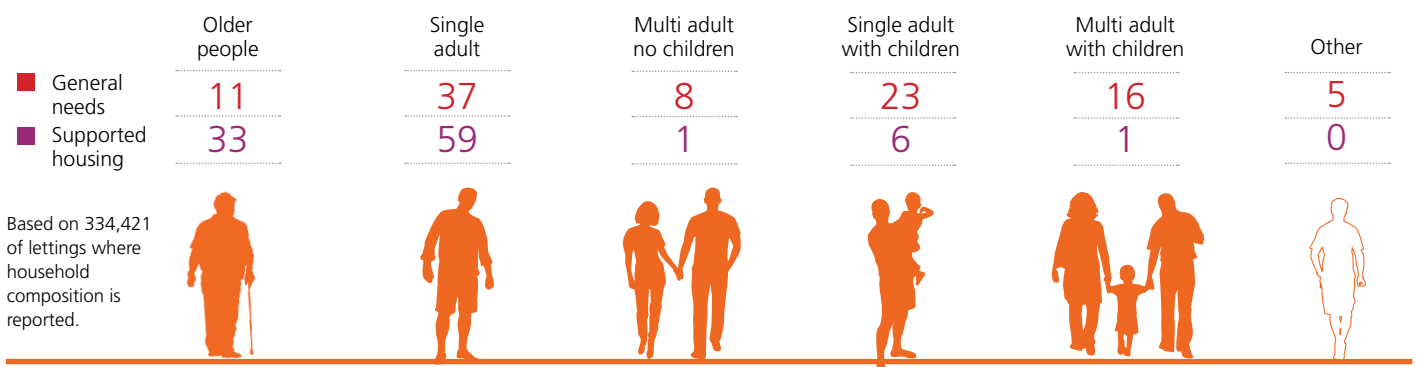 Older
people
Single
adult
Multi adult
no children
Single adult
with children
Multi adult
with children
Other
General
needs
11 37 8 23 16 5
Supported
housing
33 59 1 6 1 0
Based on 334,421
of lettings where
household
composition is
reported.